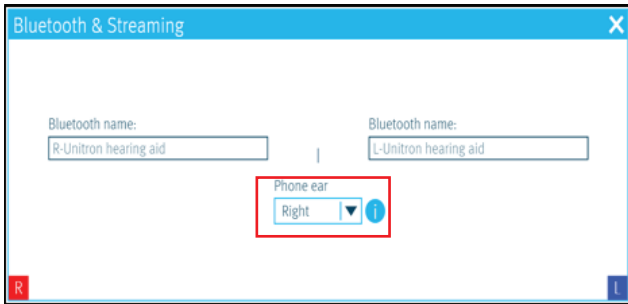 Bluetooth & Streaming
Bluetooth name:
Bluetooth name:
R-Unitron hearing aid
L-Unitron hearing aid
Phone ear
Right
i
R
L